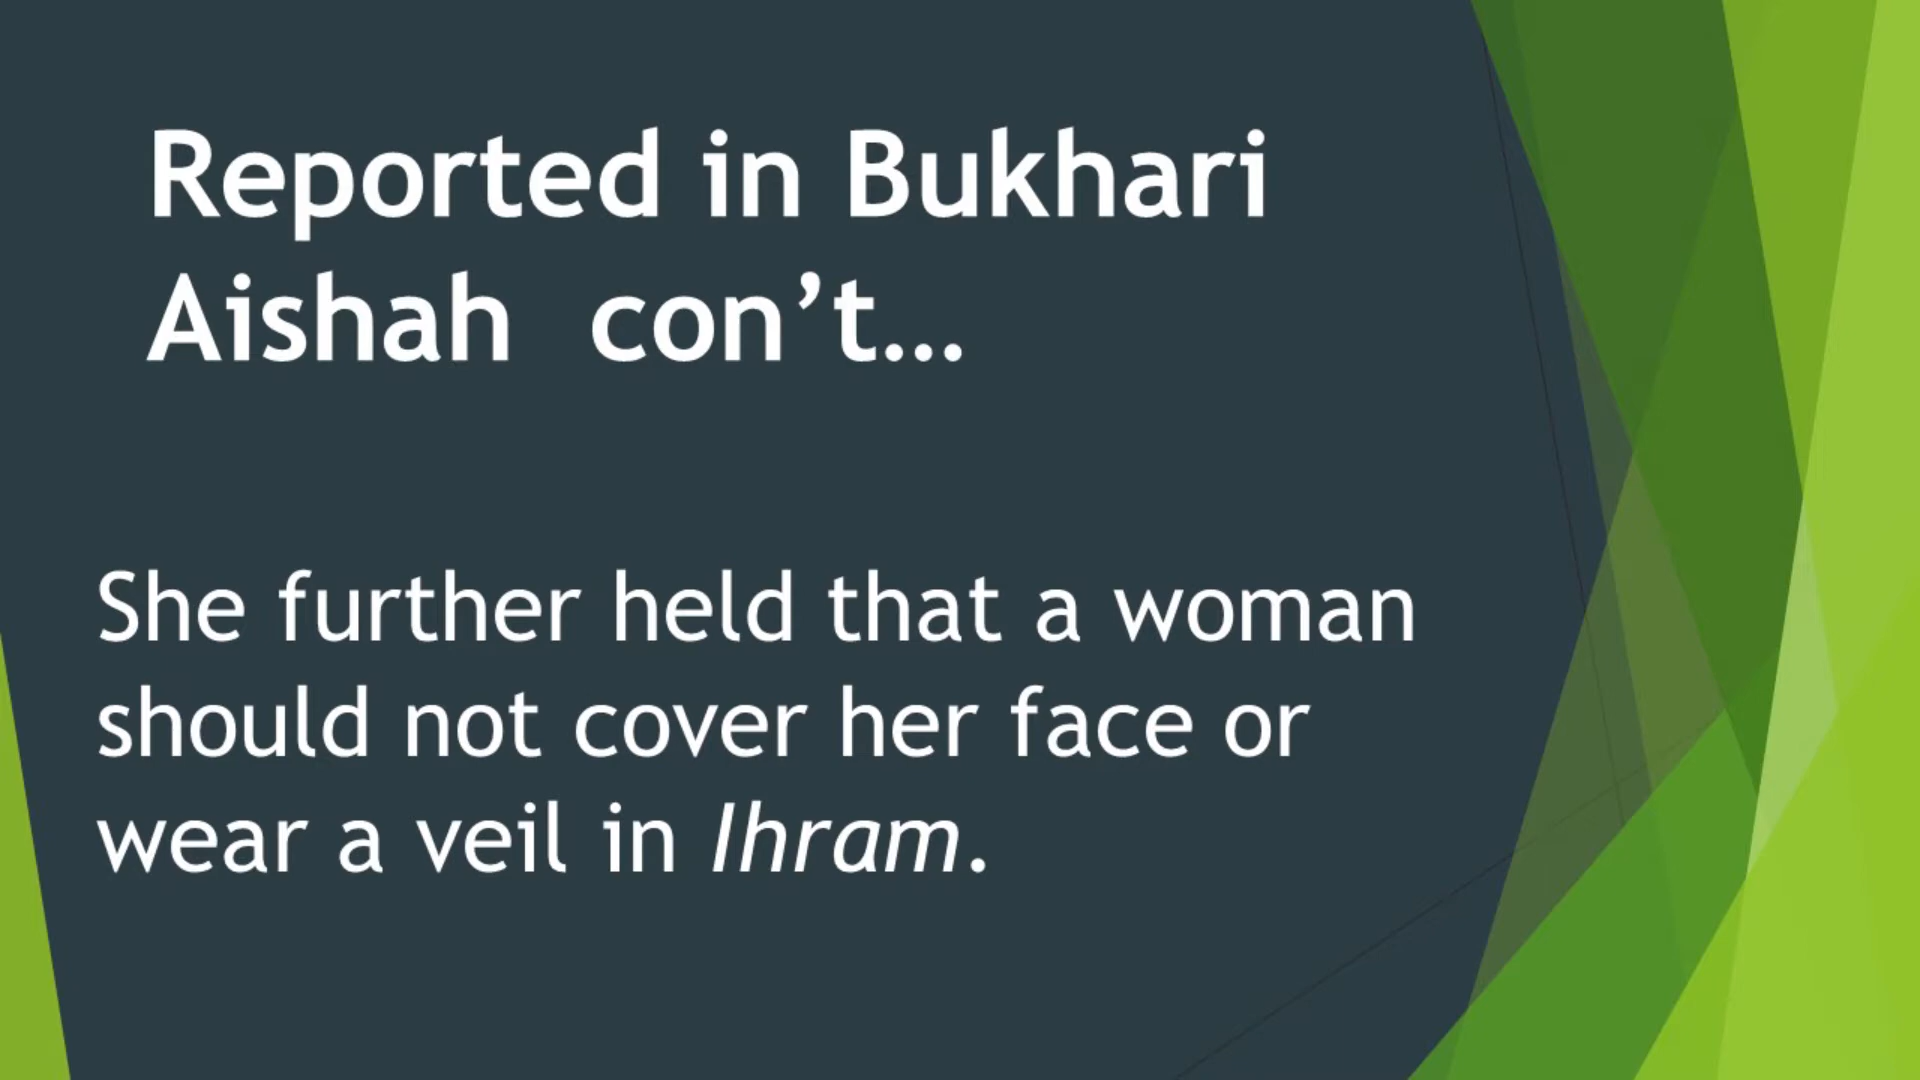 Reported in Bukhari
Aishah  con’t…
She further held that a woman
should not cover her face or
wear a veil in Ihram.